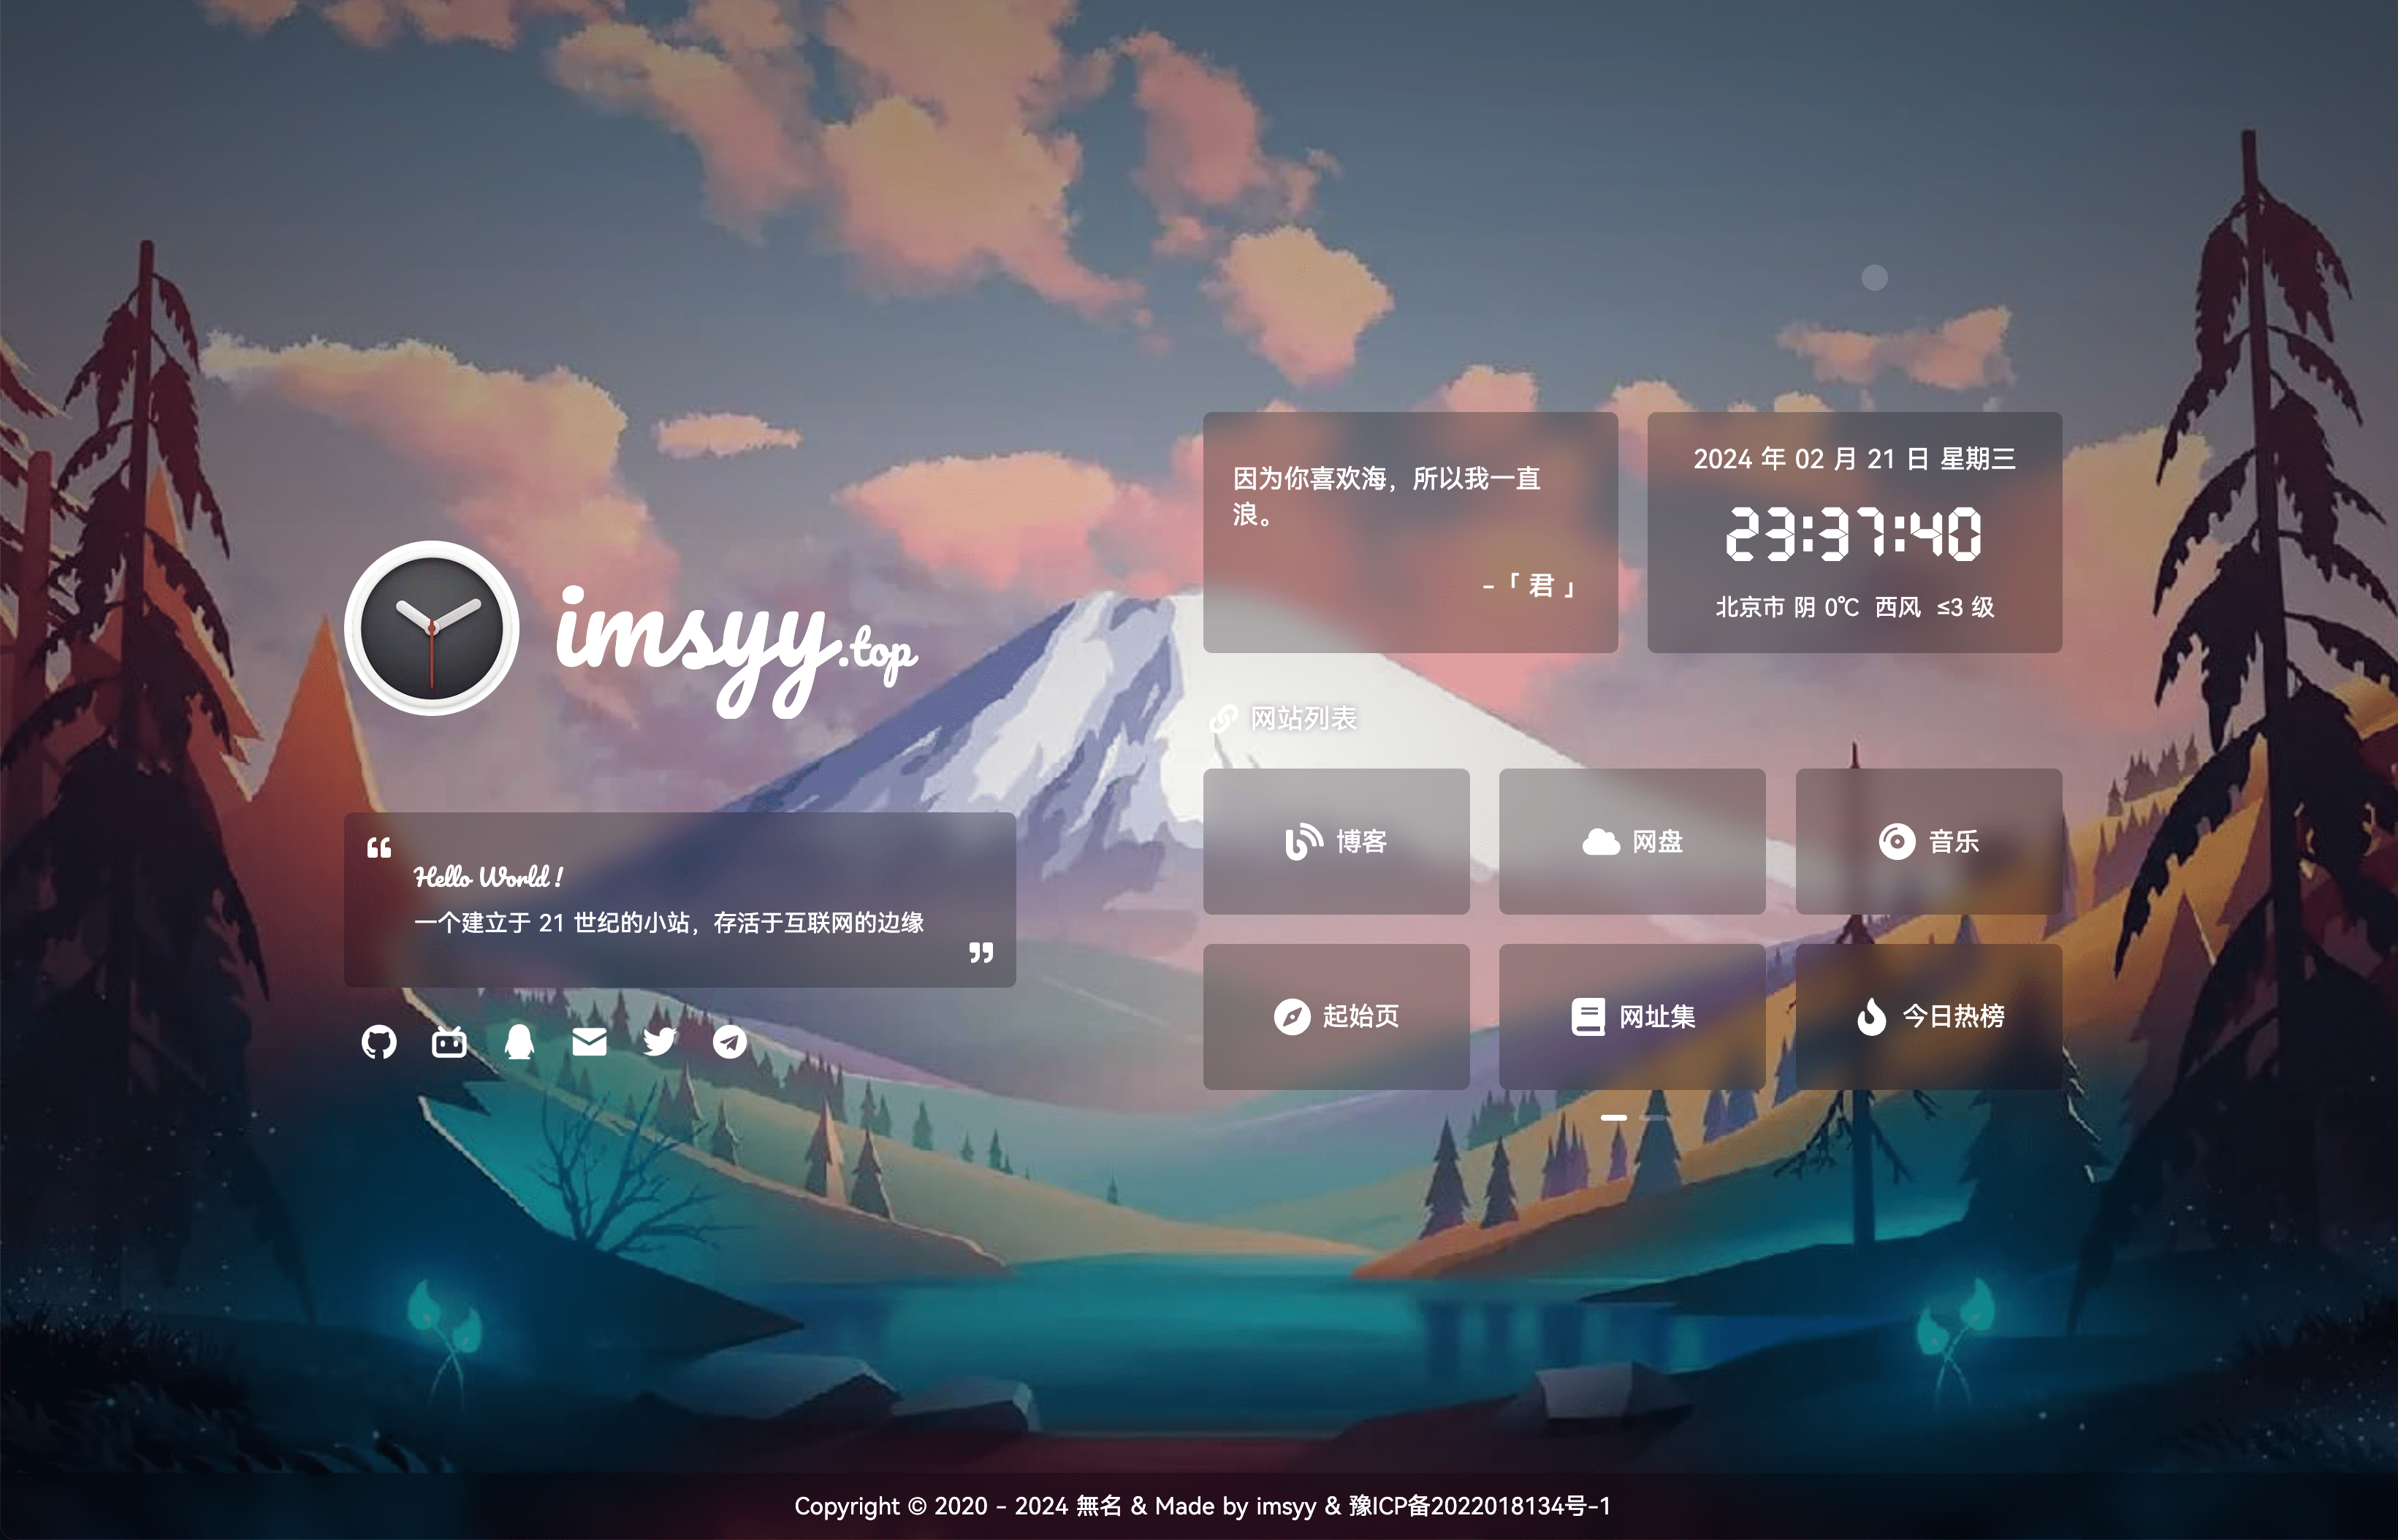 imsyy.top
Hello World !
一个建立于 21 世纪的小站，存活于互联网的边缘
因为你喜欢海，所以我一直
浪。
-「 君 」
2024 年 02 月 21 日 星期三
23:37:40
北京市 阴 0℃ 西风 ≤3 级
网站列表
博客
网盘
音乐
起始页
网址集
今日热榜
Copyright © 2020 - 2024 無名 & Made by imsyy & 豫ICP备2022018134号-1